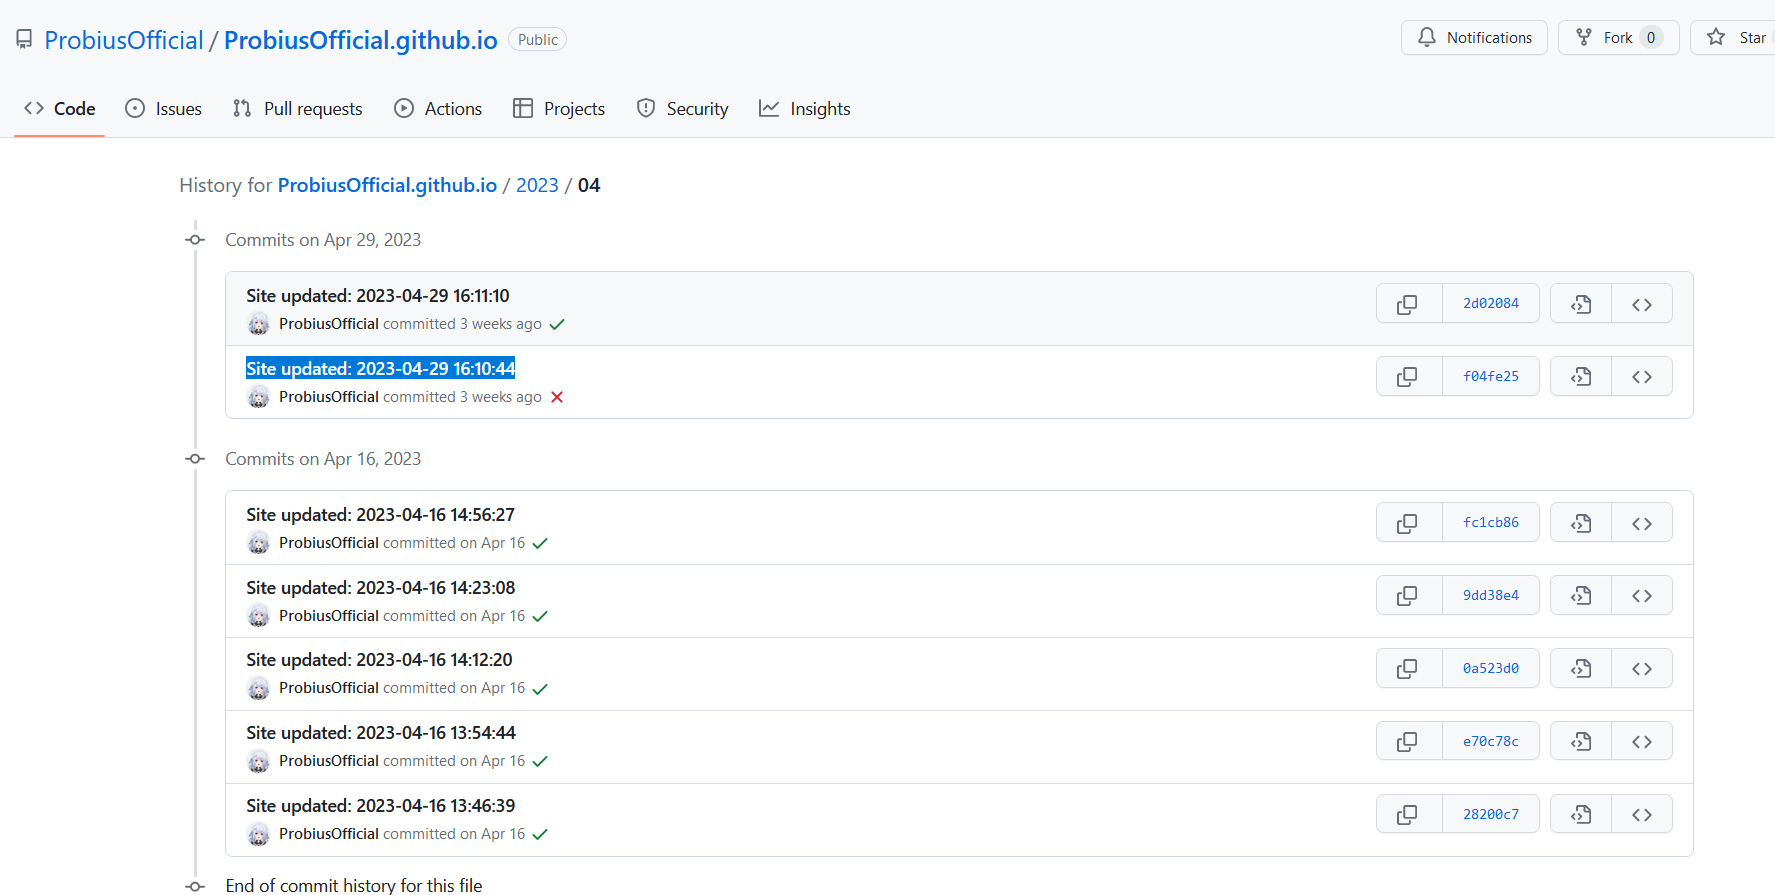 ProbiusOfficial / ProbiusOfficial.github.io Public
Notifications Fork 0 Star
Code Issues Pull requests Actions Projects Security Insights
History for ProbiusOfficial.github.io / 2023 / 04
Commits on Apr 29, 2023
Site updated: 2023-04-29 16:11:10
2d02084
ProbiusOfficial committed 3 weeks ago
Site updated: 2023-04-29 16:10:44
f04fe25
ProbiusOfficial committed 3 weeks ago
Commits on Apr 16, 2023
Site updated: 2023-04-16 14:56:27
fc1cb86
ProbiusOfficial committed on Apr 16
Site updated: 2023-04-16 14:23:08
9dd38e4
ProbiusOfficial committed on Apr 16
Site updated: 2023-04-16 14:12:20
0a523d0
ProbiusOfficial committed on Apr 16
Site updated: 2023-04-16 13:54:44
e70c78c
ProbiusOfficial committed on Apr 16
Site updated: 2023-04-16 13:46:39
28200c7
ProbiusOfficial committed on Apr 16
End of commit history for this file